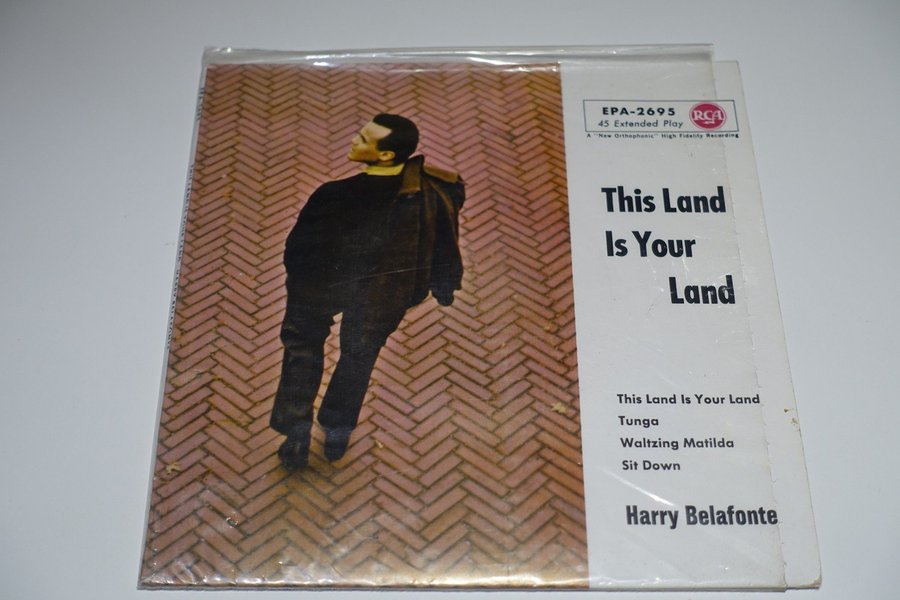 EPA-2695
RCA
45 Extended Play
A "New Orthophonic" High Fidelity Recording
This Land
Is Your
Land
This Land Is Your Land
Tunga
Waltzing Matilda
Sit Down
Harry Belafonte